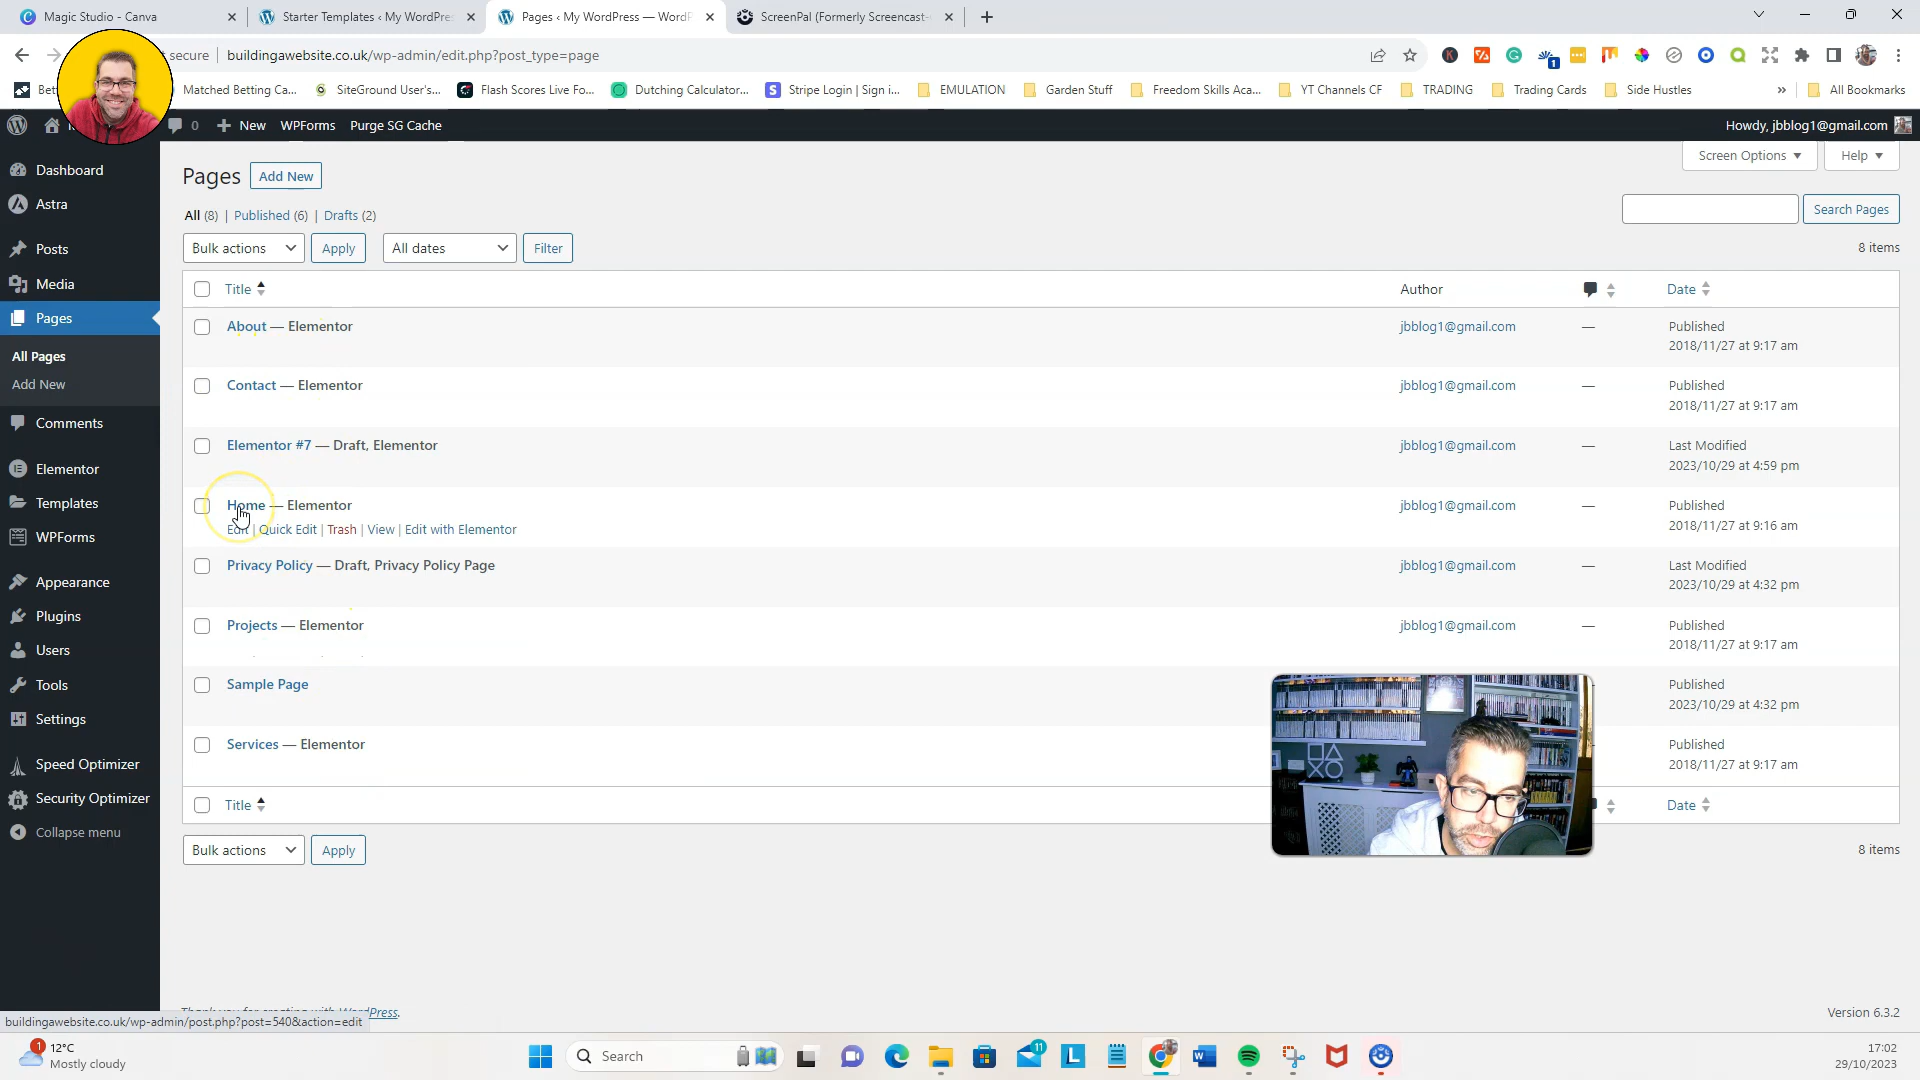 Magic Studio - Canva
Starter Templates ‹ My WordPre
Pages ‹ My WordPress — WordF
ScreenPal (Formerly Screencast-
secure
buildingawebsite.co.uk/wp-admin/edit.php?post_type=page
Matched Betting Ca...
SiteGround User's...
Flash Scores Live Fo...
Dutching Calculator...
Stripe Login | Sign i...
EMULATION
Garden Stuff
Freedom Skills Aca...
YT Channels CF
TRADING
Trading Cards
Side Hustles
»
All Bookmarks
0
New
WPForms
Purge SG Cache
Howdy, jbblog1@gmail.com
Dashboard
Astra
Posts
Media
Pages
All Pages
Add New
Comments
Elementor
Templates
WPForms
Appearance
Plugins
Users
Tools
Settings
Speed Optimizer
Security Optimizer
Collapse menu
Screen Options
Help
Pages
Add New
All (8) | Published (6) | Drafts (2)
Search Pages
Bulk actions
Apply
All dates
Filter
8 items
Title
Author
Date
About — Elementor
jbblog1@gmail.com
—
Published
2018/11/27 at 9:17 am
Contact — Elementor
jbblog1@gmail.com
—
Published
2018/11/27 at 9:17 am
Elementor #7 — Draft, Elementor
jbblog1@gmail.com
—
Last Modified
2023/10/29 at 4:59 pm
Home — Elementor
Edit | Quick Edit | Trash | View | Edit with Elementor
jbblog1@gmail.com
—
Published
2018/11/27 at 9:16 am
Privacy Policy — Draft, Privacy Policy Page
jbblog1@gmail.com
—
Last Modified
2023/10/29 at 4:32 pm
Projects — Elementor
jbblog1@gmail.com
—
Published
2018/11/27 at 9:17 am
Sample Page
Published
2023/10/29 at 4:32 pm
Services — Elementor
Published
2018/11/27 at 9:17 am
Title
Date
Bulk actions
Apply
8 items
Thank you for creating with WordPress.
Version 6.3.2
buildingawebsite.co.uk/wp-admin/post.php?post=540&action=edit
1
12°C
Mostly cloudy
Search
11
17:02
29/10/2023